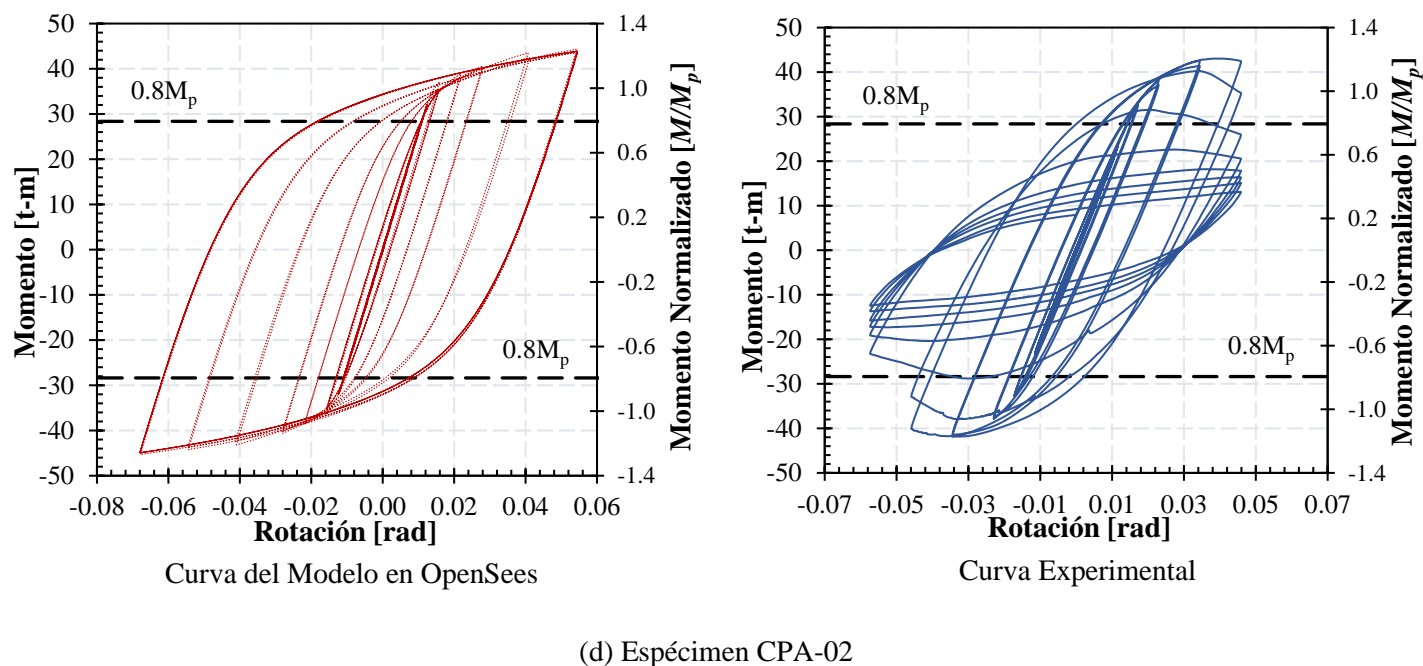 Momento [t-m]
50
40
30
20
10
0
-10
-20
-30
-40
-50
0.8Mp
0.8Mp
1.4
1.0
0.6
0.2
-0.2
-0.6
-1.0
-1.4
Momento Normalizado [M/Mp]
-0.08 -0.06 -0.04 -0.02 0.00 0.02 0.04 0.06
Rotación [rad]
Curva del Modelo en OpenSees
Momento [t-m]
50
40
30
20
10
0
-10
-20
-30
-40
-50
0.8Mp
0.8Mp
1.4
1.0
0.6
0.2
-0.2
-0.6
-1.0
-1.4
Momento Normalizado [M/Mp]
-0.07 -0.05 -0.03 -0.01 0.01 0.03 0.05 0.07
Rotación [rad]
Curva Experimental
(d) Espécimen CPA-02